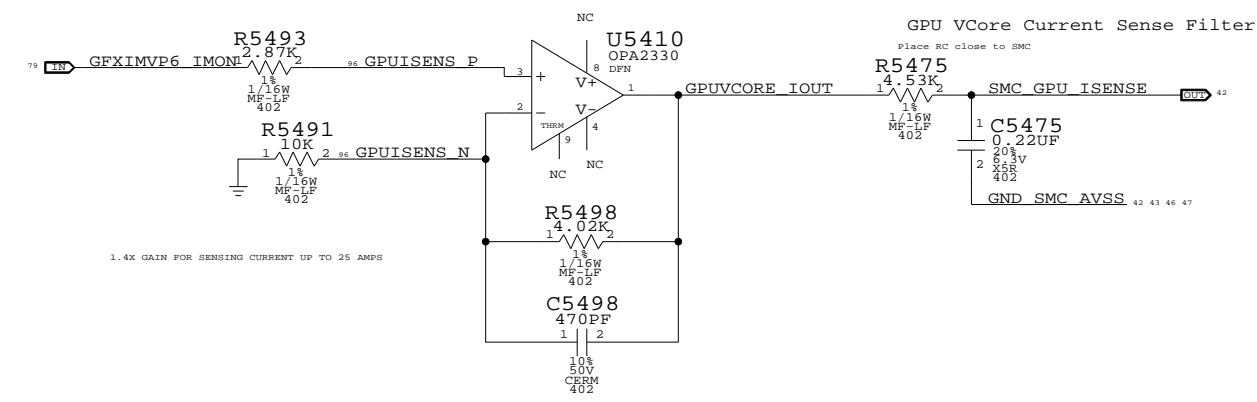 NC
GPU VCore Current Sense Filter
Place RC close to SMC
R5493
2.87K
79 IN GFXIMVP6_IMON 1 2 96 GPUISENS_P
1%
1/16W
MF-LF
402
U5410
OPA2330
DFN
8
3 +
V+
1 GPUVCORE_IOUT
2 -
V-
THRM
4
9
NC
NC
R5475
4.53K
1 2 SMC_GPU_ISENSE OUT 42
1%
1/16W
MF-LF
402
1
C5475
0.22UF
20%
6.3V
2 X5R
402
GND_SMC_AVSS 42 43 46 47
R5491
10K
1 2 96 GPUISENS_N
1%
1/16W
MF-LF
402
R5498
4.02K
1 2
1%
1/16W
MF-LF
402
1.4X GAIN FOR SENSING CURRENT UP TO 25 AMPS
C5498
470PF
1 2
10%
50V
CERM
402